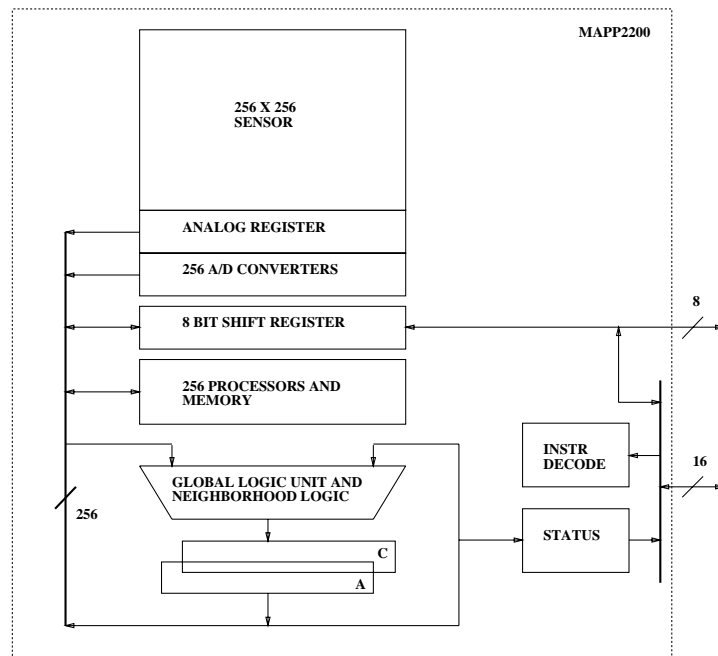 MAPP2200
256 X 256
SENSOR
ANALOG REGISTER
256 A/D CONVERTERS
8 BIT SHIFT REGISTER
8
256 PROCESSORS AND
MEMORY
INSTR
DECODE
16
GLOBAL LOGIC UNIT AND
NEIGHBORHOOD LOGIC
256
STATUS
C
A